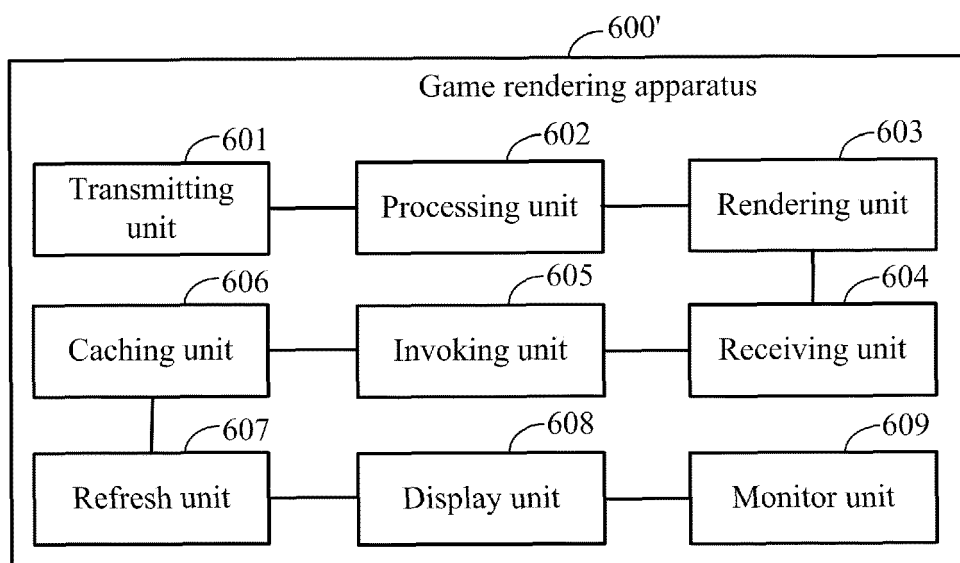 600'
Game rendering apparatus
601
602
603
Transmitting
unit
Processing unit
Rendering unit
606
605
604
Caching unit
Invoking unit
Receiving unit
607
608
609
Refresh unit
Display unit
Monitor unit